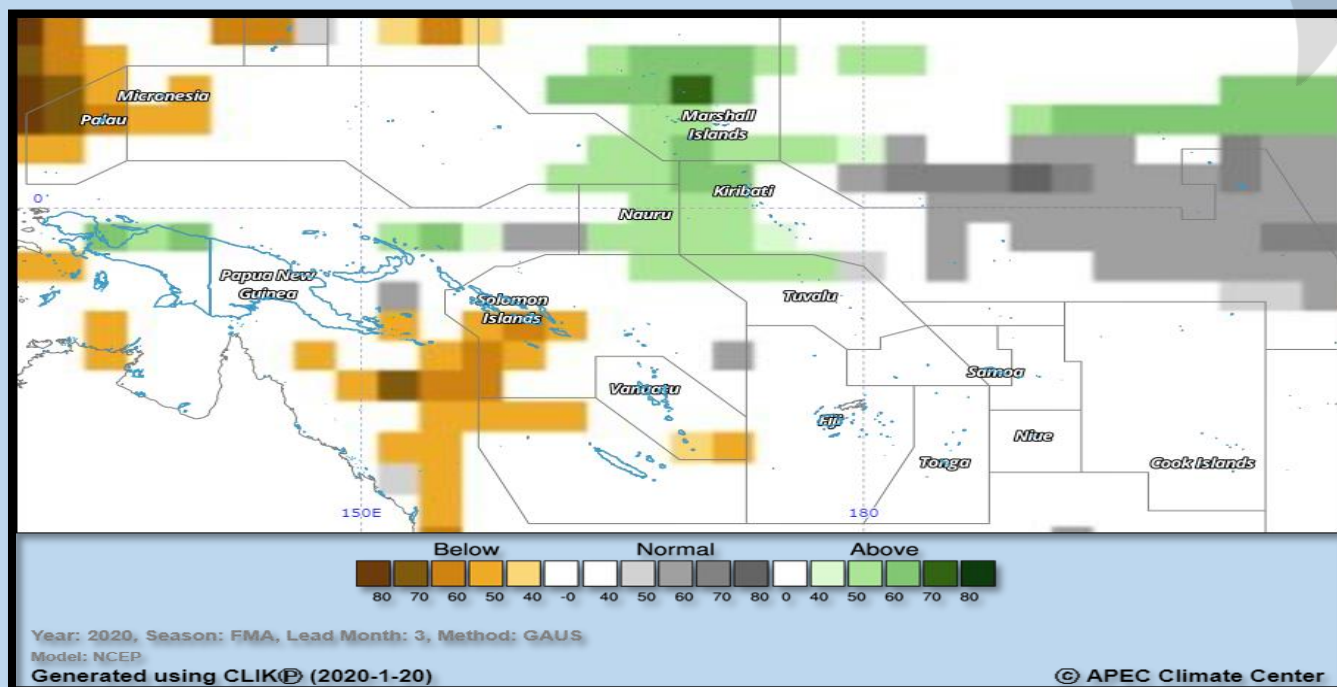 Micronesia
Palau
Marshall
Islands
Kiribati
0°
Nauru
Papua New
Guinea
Solomon
Islands
Tuvalu
Samoa
Vanuatu
Fiji
Niue
Tonga
Cook Islands
150E
180
Below Normal Above
80 70 60 50 40 -0 40 50 60 70 80 0 40 50 60 70 80
Year: 2020, Season: FMA, Lead Month: 3, Method: GAUS
Model: NCEP
Generated using CLIKⓅ (2020-1-20)
© APEC Climate Center